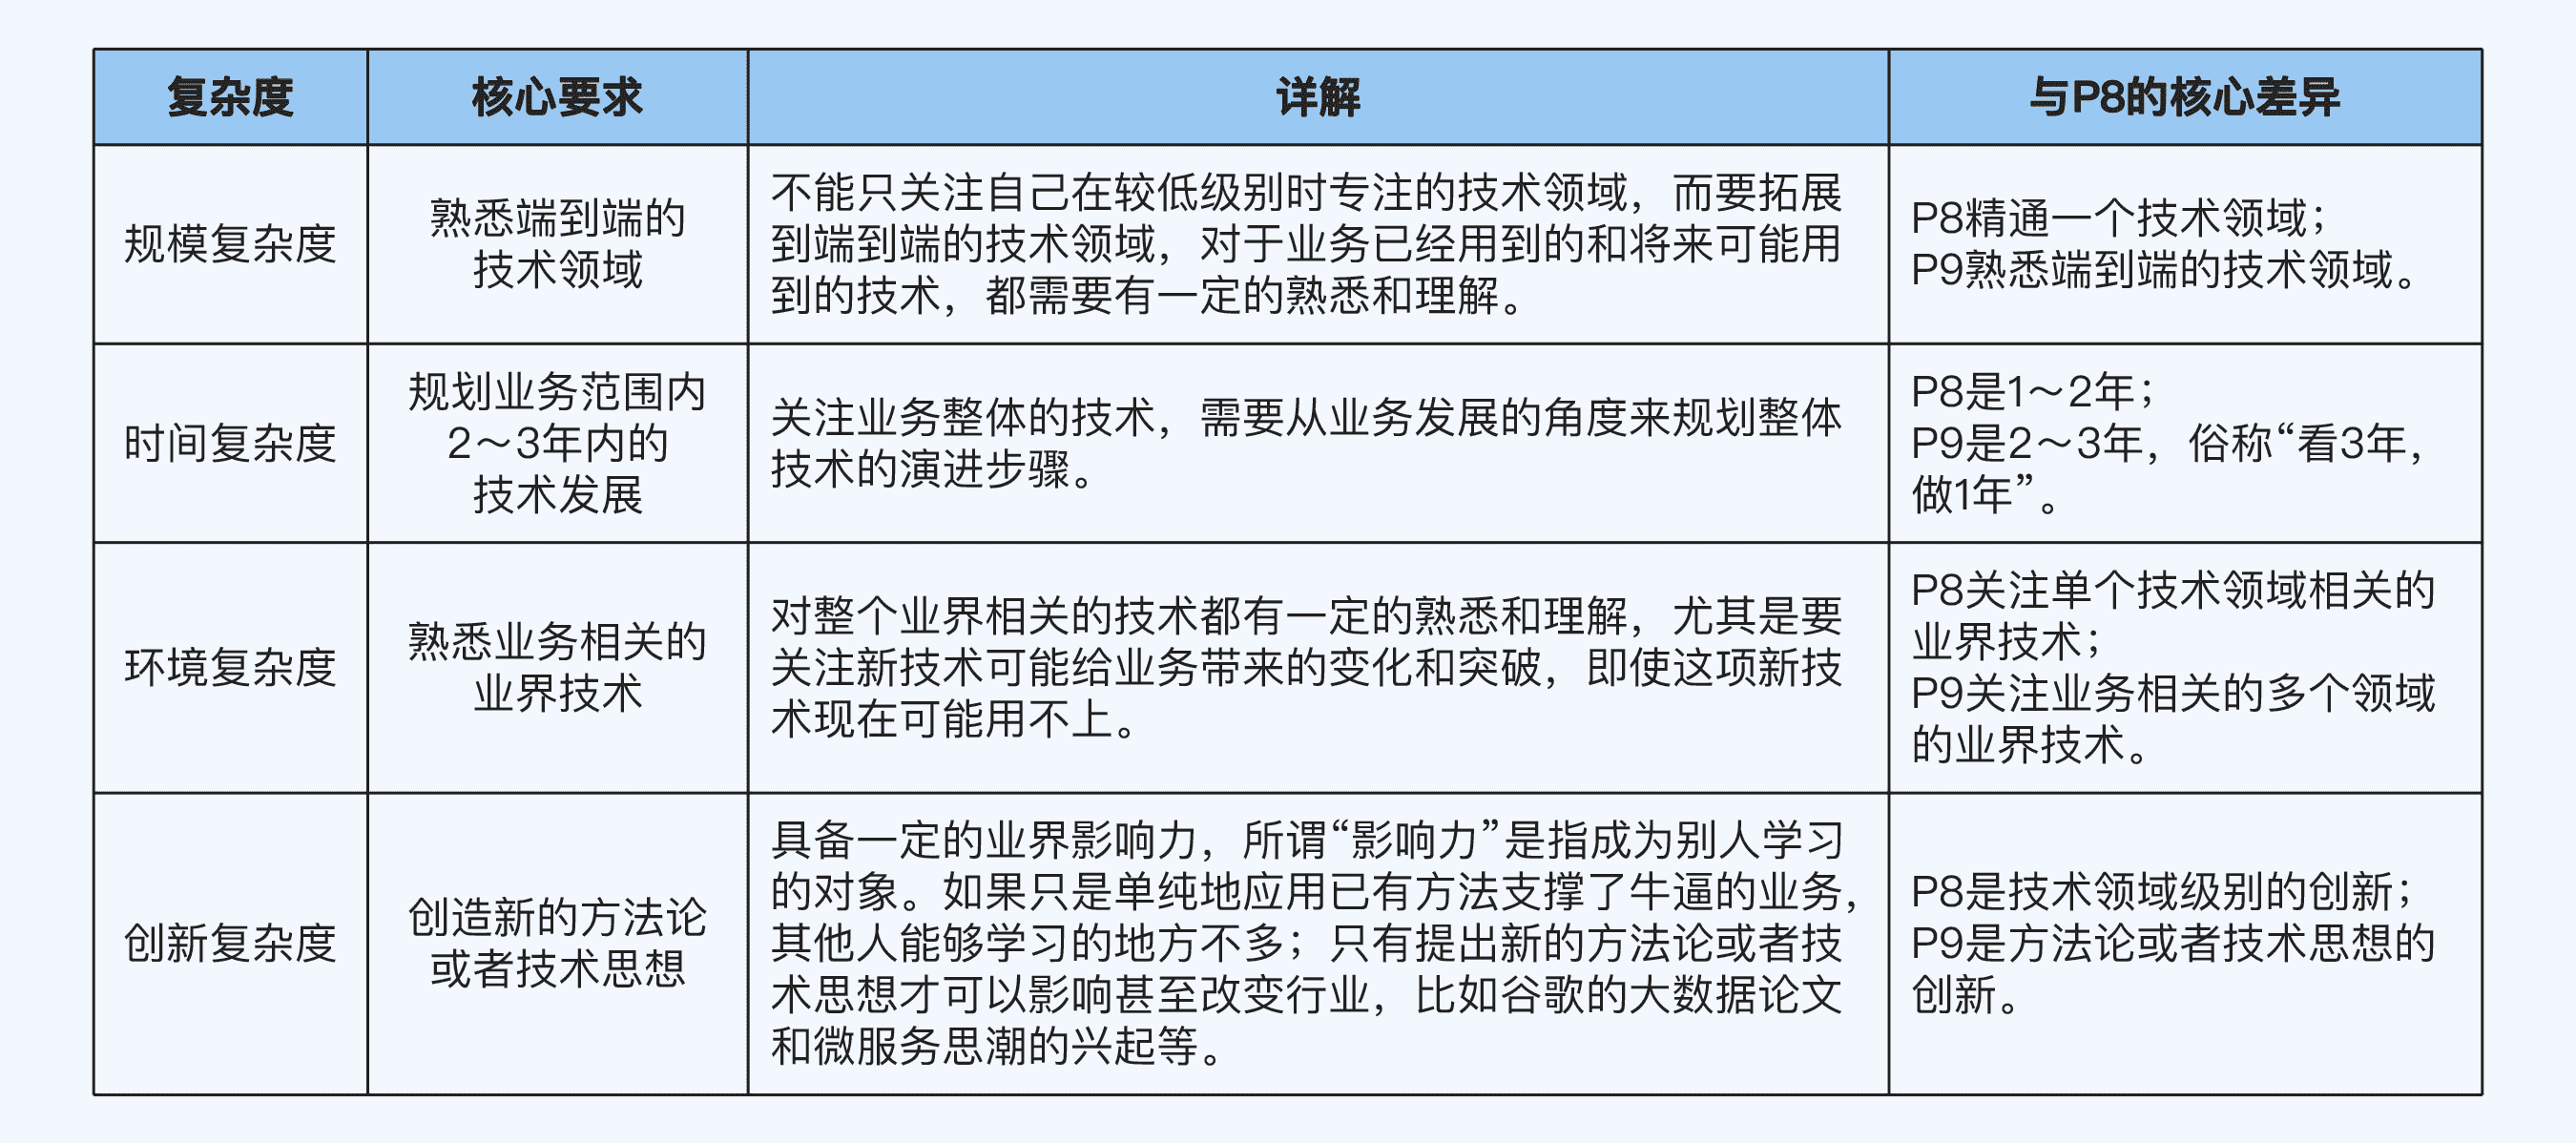 复杂度
核心要求
详解
与P8的核心差异
规模复杂度
熟悉端到端的
技术领域
不能只关注自己在较低级别时专注的技术领域，而要拓展
到端到端的技术领域，对于业务已经用到的和将来可能用
到的技术，都需要有一定的熟悉和理解。
P8精通一个技术领域；
P9熟悉端到端的技术领域。
时间复杂度
规划业务范围内
2～3年内的
技术发展
关注业务整体的技术，需要从业务发展的角度来规划整体
技术的演进步骤。
P8是1～2年；
P9是2～3年，俗称“看3年，
做1年”。
环境复杂度
熟悉业务相关的
业界技术
对整个业界相关的技术都有一定的熟悉和理解，尤其是要
关注新技术可能给业务带来的变化和突破，即使这项新技
术现在可能用不上。
P8关注单个技术领域相关的
业界技术；
P9关注业务相关的多个领域
的业界技术。
创新复杂度
创造新的方法论
或者技术思想
具备一定的业界影响力，所谓“影响力”是指成为别人学习
的对象。如果只是单纯地应用已有方法支撑了牛逼的业务，
其他人能够学习的地方不多；只有提出新的方法论或者技
术思想才可以影响甚至改变行业，比如谷歌的大数据论文
和微服务思潮的兴起等。
P8是技术领域级别的创新；
P9是方法论或者技术思想的
创新。